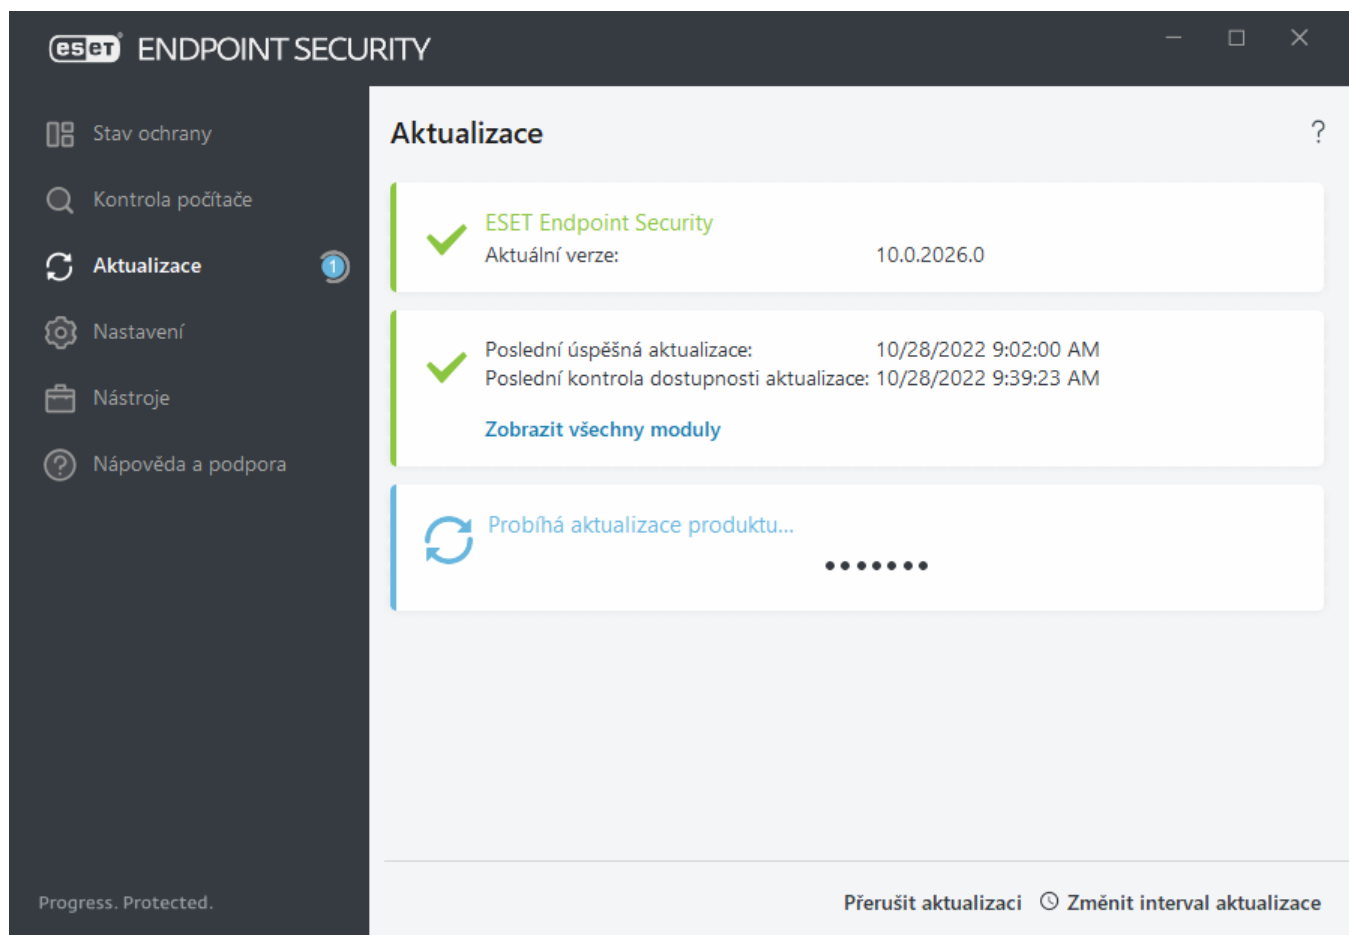 eset ENDPOINT SECURITY
Stav ochrany
Kontrola počítače
Aktualizace 1
Nastavení
Nástroje
Nápověda a podpora
Progress. Protected.
Aktualizace ?
ESET Endpoint Security
Aktuální verze: 10.0.2026.0
Poslední úspěšná aktualizace: 10/28/2022 9:02:00 AM
Poslední kontrola dostupnosti aktualizace: 10/28/2022 9:39:23 AM
Zobrazit všechny moduly
Probíhá aktualizace produktu...
Přerušit aktualizaci Změnit interval aktualizace